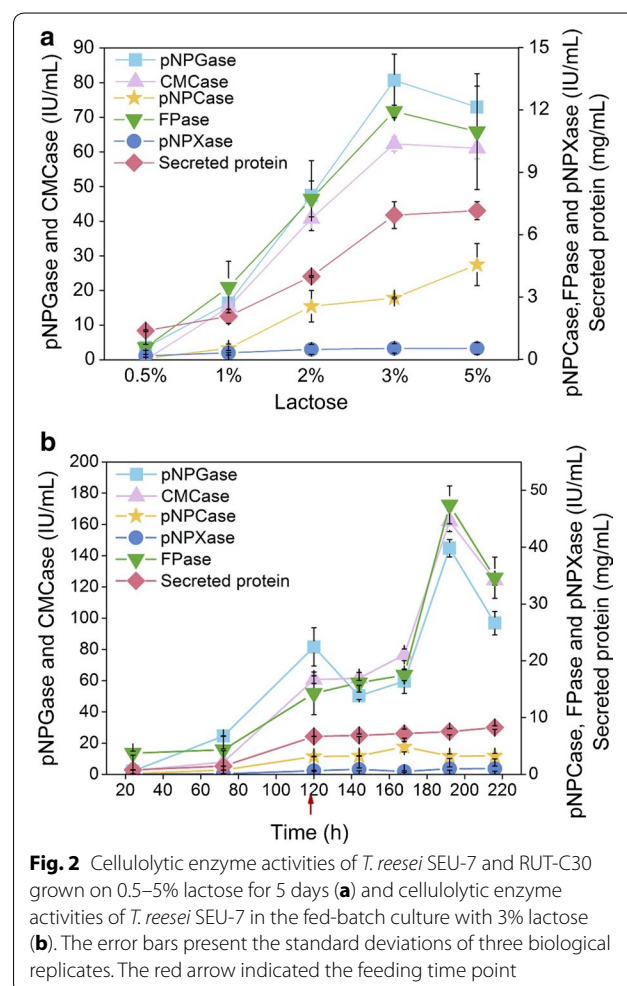 a
90
80
70
60
50
40
30
20
10
0
pNPGase and CMCase (IU/mL)
pNPGase
CMCase
pNPCase
FPase
pNPXase
Secreted protein
15
12
9
6
3
0
pNPCase,FPase and pNPXase (IU/mL)
Secreted protein (mg/mL)
0.5% 1% 2% 3% 5%
Lactose
b
200
180
160
140
120
100
80
60
40
20
0
pNPGase and CMCase (IU/mL)
pNPGase
CMCase
pNPCase
pNPXase
FPase
Secreted protein
50
40
30
20
10
0
pNPCase, FPase and pNPXase (IU/mL)
Secreted protein (mg/mL)
20 40 60 80 100 120 140 160 180 200 220
Time (h)
Fig. 2 Cellulolytic enzyme activities of T. reesei SEU-7 and RUT-C30
grown on 0.5–5% lactose for 5 days (a) and cellulolytic enzyme
activities of T. reesei SEU-7 in the fed-batch culture with 3% lactose
(b). The error bars present the standard deviations of three biological
replicates. The red arrow indicated the feeding time point